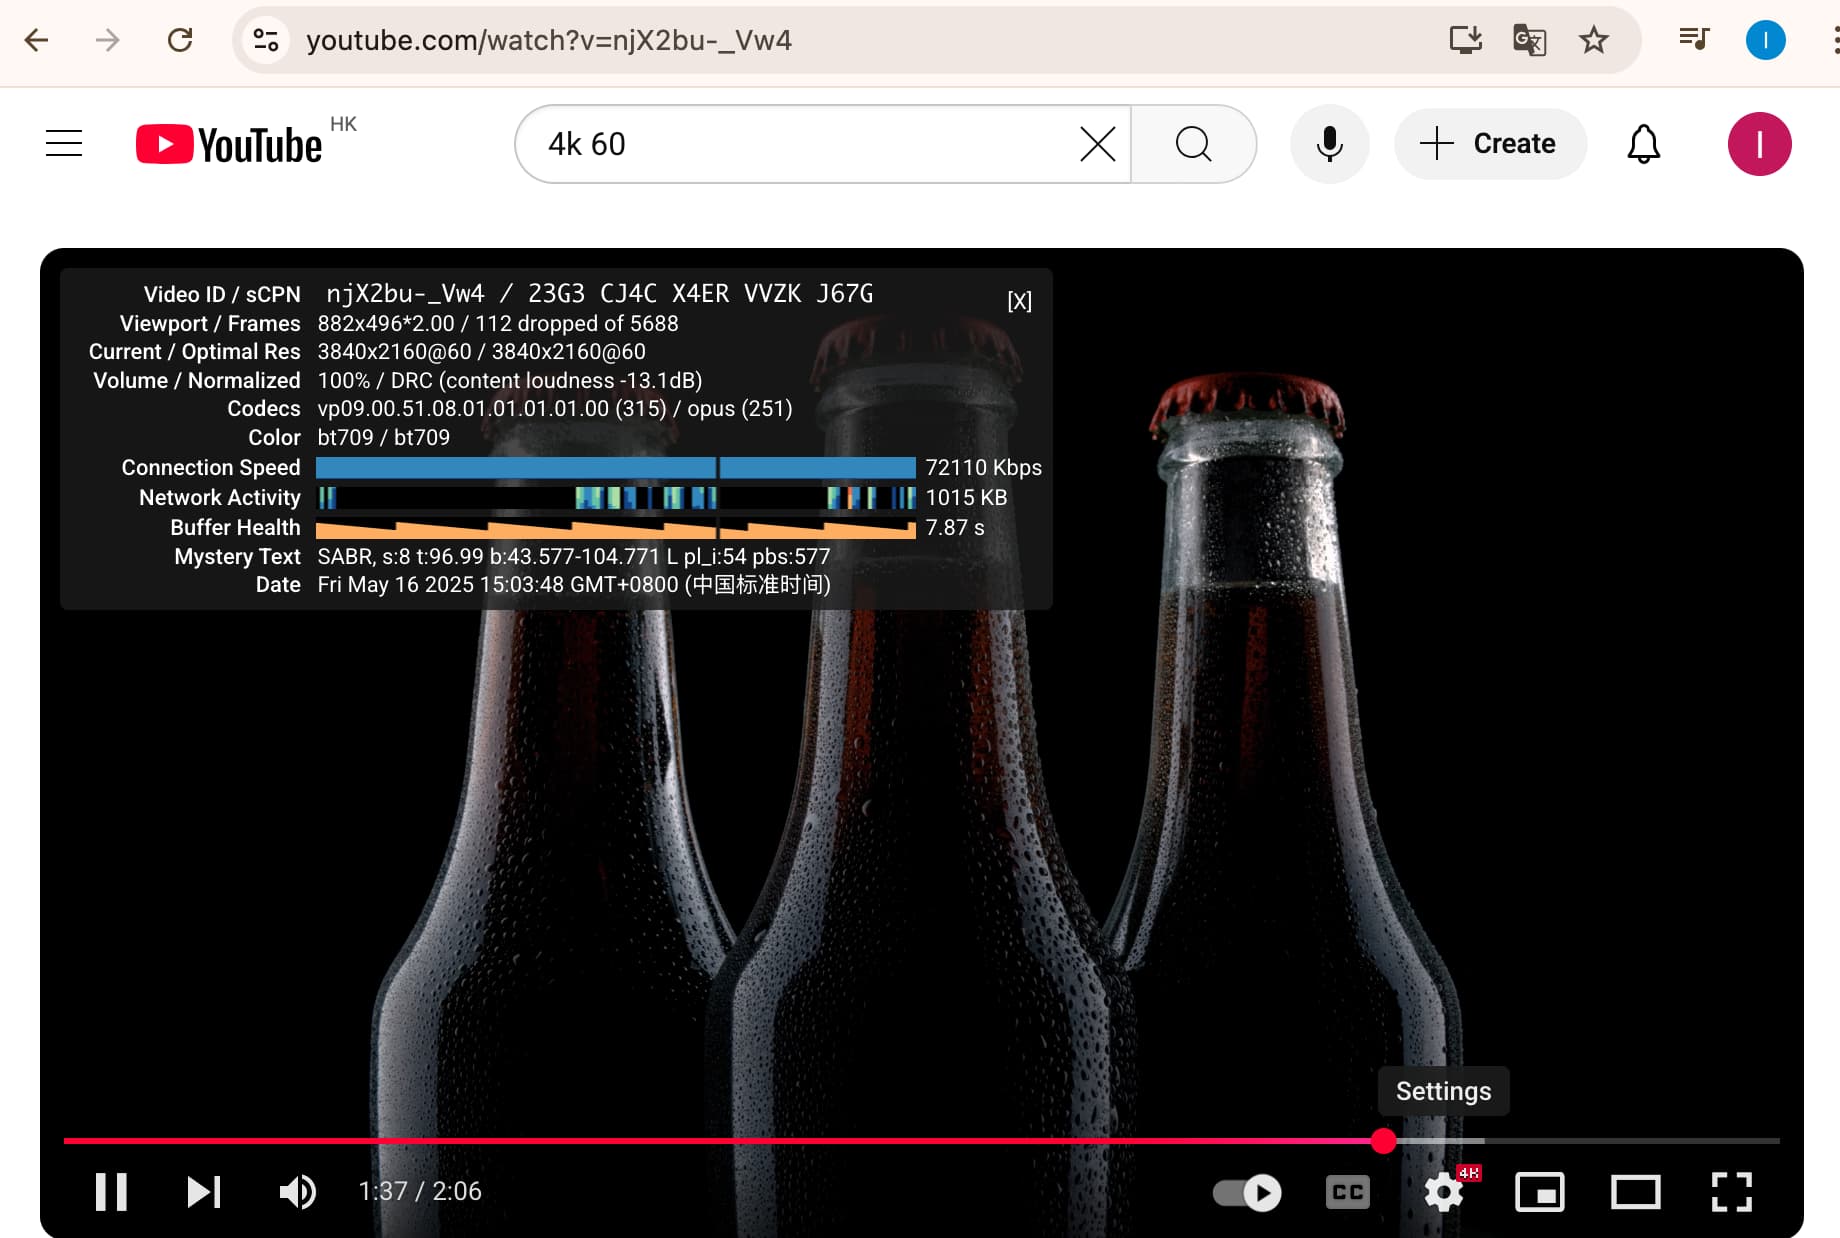 youtube.com/watch?v=njX2bu-_Vw4
YouTube HK
4k 60
Create
I
Video ID / sCPN njX2bu-_Vw4 / 23G3 CJ4C X4ER VVZK J67G
[X]
Viewport / Frames 882x496*2.00 / 112 dropped of 5688
Current / Optimal Res 3840x2160@60 / 3840x2160@60
Volume / Normalized 100% / DRC (content loudness -13.1dB)
Codecs vp09.00.51.08.01.01.01.01.00 (315) / opus (251)
Color bt709 / bt709
Connection Speed 72110 Kbps
Network Activity 1015 KB
Buffer Health 7.87 s
Mystery Text SABR, s:8 t:96.99 b:43.577-104.771 L pl_i:54 pbs:577
Date Fri May 16 2025 15:03:48 GMT+0800 (中国标准时间)
Settings
1:37 / 2:06
CC
4K